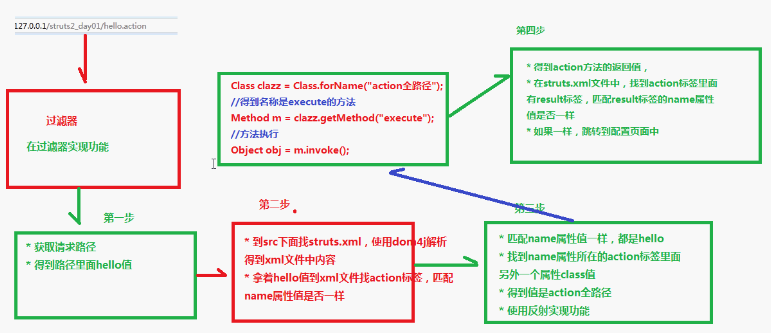 127.0.0.1/struts2_day01/hello.action
过滤器
在过滤器实现功能
第一步
* 获取请求路径
* 得到路径里面hello值
第二步
* 到src下面找struts.xml，使用dom4j解析
得到xml文件中内容
* 拿着hello值到xml文件找action标签，匹配
name属性值是否一样
第三步
* 匹配name属性值一样，都是hello
* 找到name属性所在的action标签里面
另外一个属性class值
* 得到值是action全路径
* 使用反射实现功能
Class clazz = Class.forName("action全路径");
//得到名称是execute的方法
Method m = clazz.getMethod("execute");
//方法执行
Object obj = m.invoke();
第四步
* 得到action方法的返回值，
* 在struts.xml文件中，找到action标签里面
有result标签，匹配result标签的name属性
值是否一样
* 如果一样，跳转到配置页面中